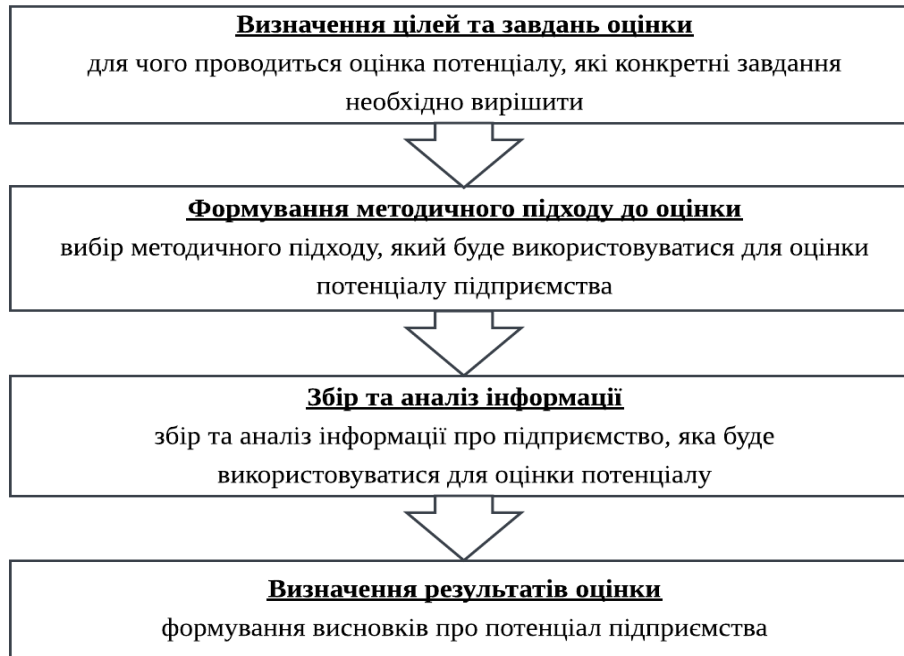 Визначення цілей та завдань оцінки
для чого проводиться оцінка потенціалу, які конкретні завдання
необхідно вирішити
Формування методичного підходу до оцінки
вибір методичного підходу, який буде використовуватися для оцінки
потенціалу підприємства
Збір та аналіз інформації
збір та аналіз інформації про підприємство, яка буде
використовуватися для оцінки потенціалу
Визначення результатів оцінки
формування висновків про потенціал підприємства